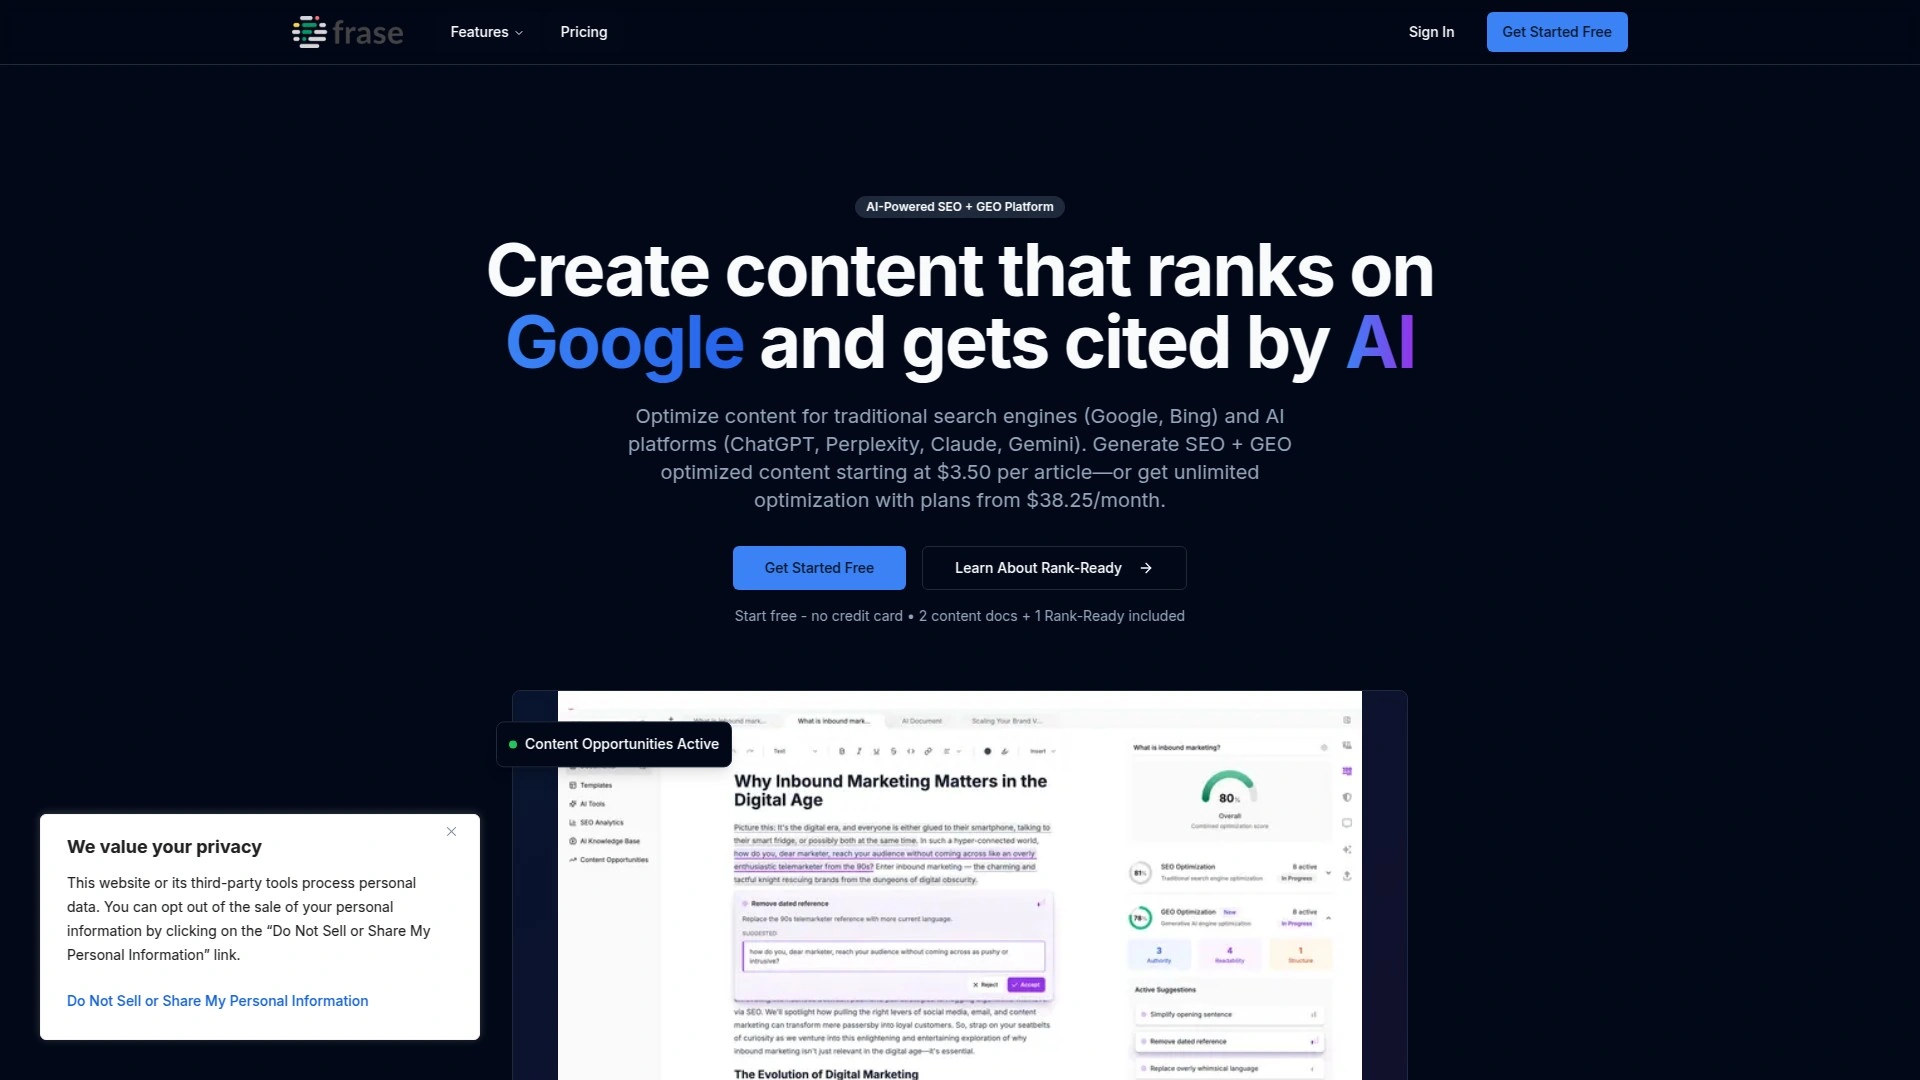 frase
Features
Pricing
Sign In
Get Started Free
AI-Powered SEO + GEO Platform
Create content that ranks on
Google and gets cited by AI
Optimize content for traditional search engines (Google, Bing) and AI
platforms (ChatGPT, Perplexity, Claude, Gemini). Generate SEO + GEO
optimized content starting at $3.50 per article—or get unlimited
optimization with plans from $38.25/month.
Get Started Free
Learn About Rank-Ready
Start free - no credit card • 2 content docs + 1 Rank-Ready included
What is inbound mark...
What is inbound mark...
AI Document
Scaling Your Brand V...
Content Opportunities Active
Templates
AI Tools
SEO Analytics
AI Knowledge Base
Content Opportunities
Text
Insert
Why Inbound Marketing Matters in the
Digital Age
Picture this: It's the digital era, and everyone is either glued to their smartphone, talking to
their smart fridge, or possibly both at the same time. In such a hyper-connected world,
how do you, dear marketer, reach your audience without coming across like an overly
enthusiastic telemarketer from the 90s? Enter inbound marketing — the charming and
tactful knight rescuing brands from the dungeons of digital obscurity.
Remove dated reference
Replace the 90s telemarketer reference with more current language.
SUGGESTED:
how do you, dear marketer, reach your audience without coming across as pushy or
intrusive?
Reject
Accept
via SEO. We'll spotlight how pulling the right levers of social media, email, and content
marketing can transform mere passersby into loyal customers. So, strap on your seatbelts
of curiosity as we venture into this enlightening and entertaining exploration of why
inbound marketing isn't just relevant in the digital age—it's essential.
The Evolution of Digital Marketing
What is inbound marketing?
80%
Overall
Combined optimization score
81%
SEO Optimization
Traditional search engine optimization
8 active
In Progress
78%
GEO Optimization
New
Generative AI engine optimization
8 active
In Progress
3
Authority
4
Readability
1
Structure
Active Suggestions
Simplify opening sentence
Remove dated reference
Replace overly whimsical language
We value your privacy
This website or its third-party tools process personal
data. You can opt out of the sale of your personal
information by clicking on the “Do Not Sell or Share My
Personal Information” link.
Do Not Sell or Share My Personal Information